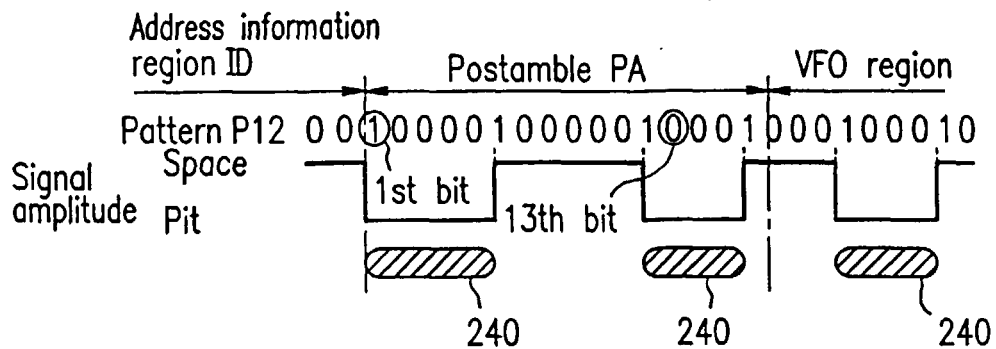 Address information
region ID
Postamble PA
VFO region
Pattern P12 0 0 1 0 0 0 0 1 0 0 0 0 0 1 0 0 0 1 0 0 0 1 0 0 0 1 0
Space
Signal
amplitude
Pit
1st bit
13th bit
240
240
240